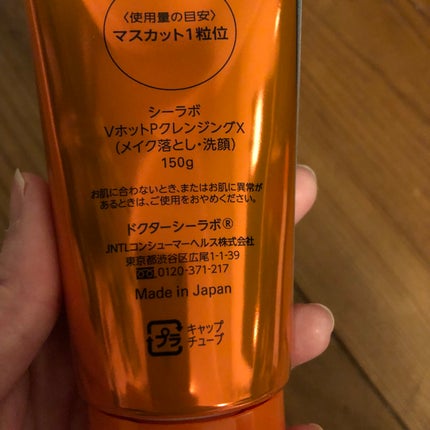 〈使用量の目安〉
マスカット1粒位
シーラボ
VホットPクレンジングX
(メイク落とし・洗顔)
150g
お肌に合わないとき、またはお肌に異常が
あるときは、ご使用をおやめください。
ドクターシーラボ®
JNTLコンシューマーヘルス株式会社
東京都渋谷区広尾1-1-39
☎0120-371-217
Made in Japan
プラ
キャップ
チューブ